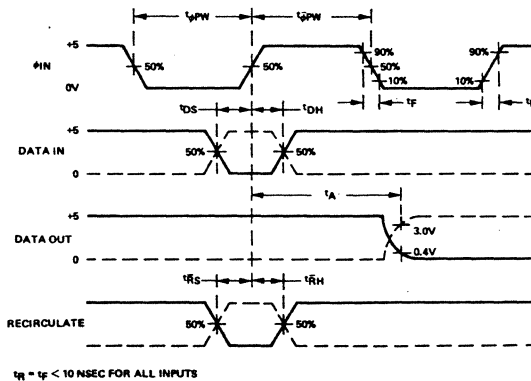 tφPW
tφ̅PW
+5
φIN
0V
50%
50%
90%
50%
10%
10%
90%
tF
tDS
tDH
+5
DATA IN
0
50%
50%
tA
+5
DATA OUT
0
3.0V
0.4V
tR̅S
tR̅H
RECIRCULATE
50%
50%
tR = tF < 10 NSEC FOR ALL INPUTS